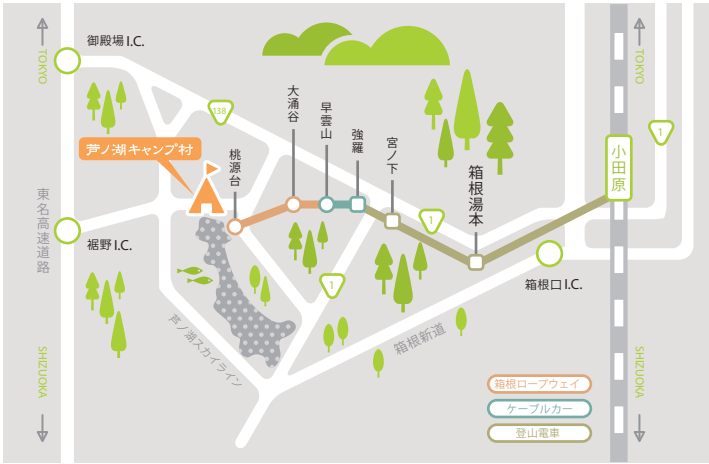 御殿場 I.C.
TOKYO
TOKYO
138
1
大涌谷
早雲山
強羅
宮ノ下
箱根湯本
小田原
芦ノ湖キャンプ村
桃源台
東名高速道路
裾野 I.C.
1
箱根口 I.C.
1
芦ノ湖スカイライン
箱根新道
SHIZUOKA
SHIZUOKA
箱根ロープウェイ
ケーブルカー
登山電車